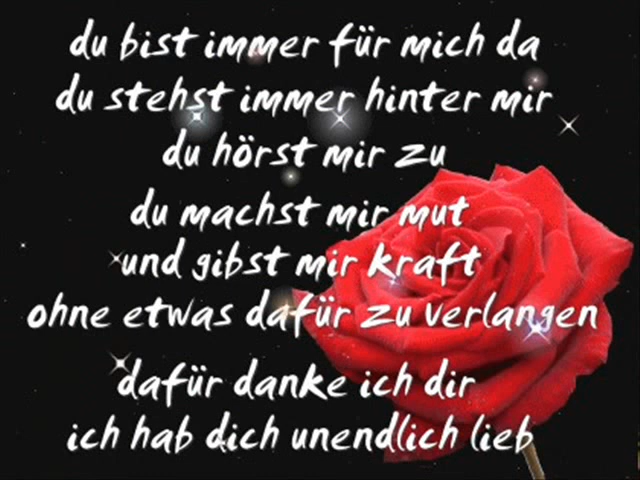 du bist immer für mich da
du stehst immer hinter mir
du hörst mir zu
du machst mir mut
und gibst mir kraft
ohne etwas dafür zu verlangen
dafür danke ich dir
ich hab dich unendlich lieb